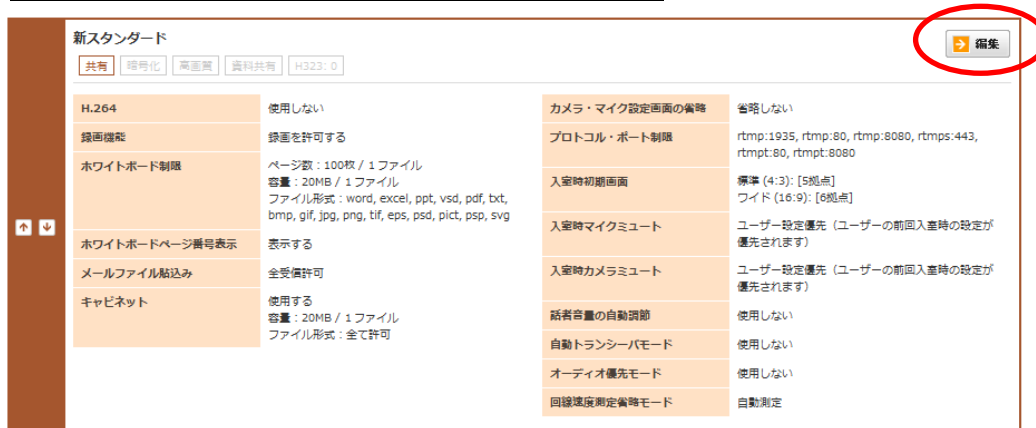 新スタンダード
編集
共有 暗号化 高画質 資料共有 H323: 0
H.264 使用しない
録画機能 録画を許可する
ホワイトボード制限 ページ数：100枚 / 1ファイル
容量：20MB / 1ファイル
ファイル形式：word, excel, ppt, vsd, pdf, txt,
bmp, gif, jpg, png, tif, eps, psd, pict, psp, svg
ホワイトボードページ番号表示 表示する
メールファイル貼込み 全受信許可
キャビネット 使用する
容量：20MB / 1ファイル
ファイル形式：全て許可
カメラ・マイク設定画面の省略 省略しない
プロトコル・ポート制限 rtmp:1935, rtmp:80, rtmp:8080, rtmps:443,
rtmpt:80, rtmpt:8080
入室時初期画面 標準 (4:3): [5拠点]
ワイド (16:9): [6拠点]
入室時マイクミュート ユーザー設定優先（ユーザーの前回入室時の設定が
優先されます）
入室時カメラミュート ユーザー設定優先（ユーザーの前回入室時の設定が
優先されます）
話者音量の自動調節 使用しない
自動トランシーバモード 使用しない
オーディオ優先モード 使用しない
回線速度測定省略モード 自動測定